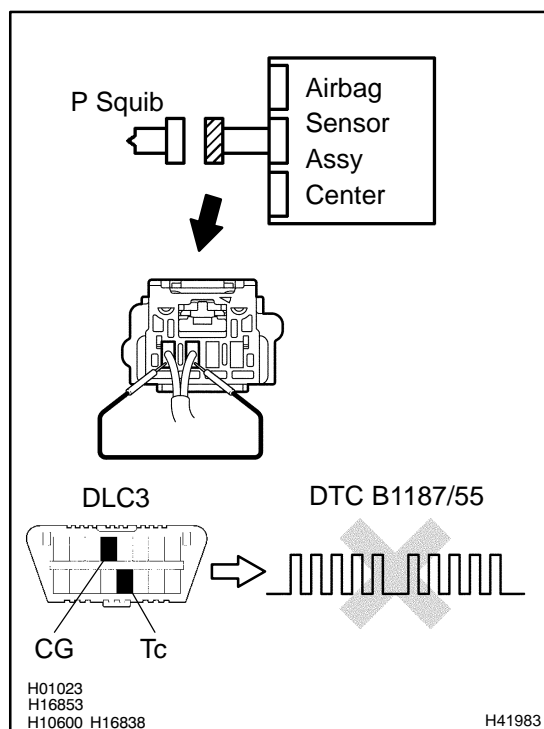 P Squib
Airbag
Sensor
Assy
Center
DLC3
DTC B1187/55
CG
Tc
H01023
H16853
H10600 H16838
H41983